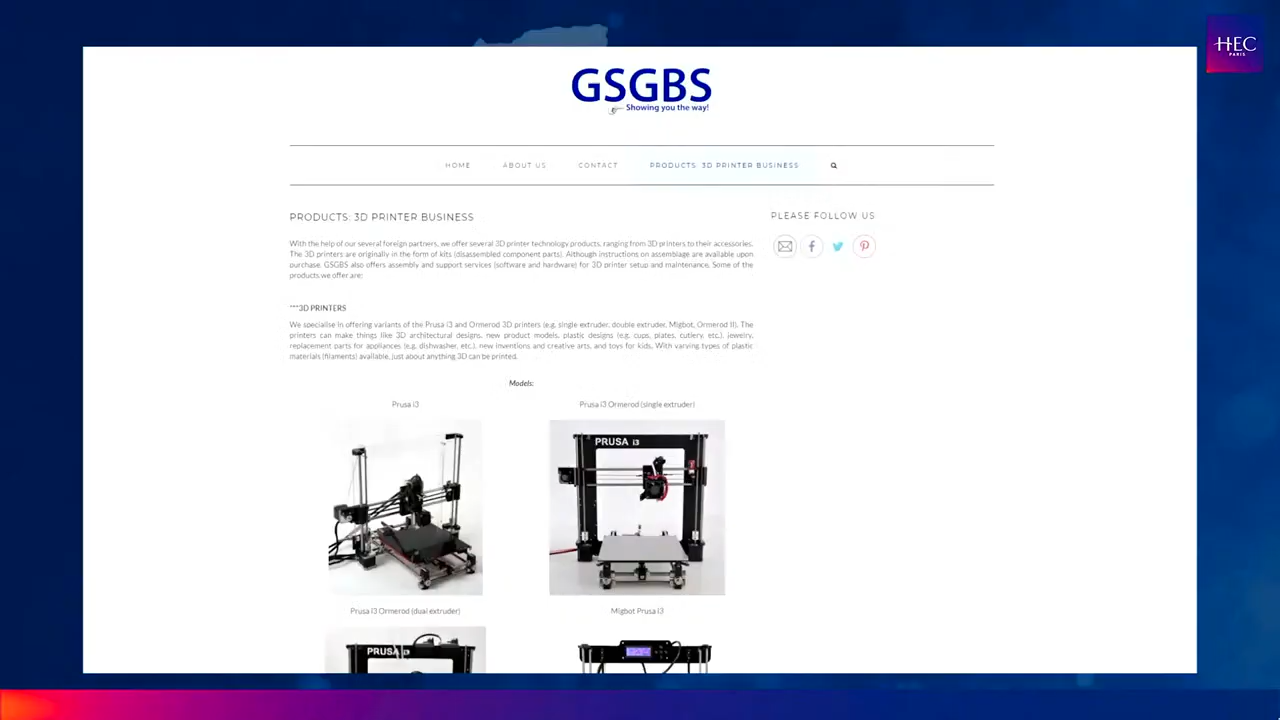 HEC
PARIS
GSGBS
Showing you the way!
HOME ABOUT US CONTACT PRODUCTS: 3D PRINTER BUSINESS
PRODUCTS: 3D PRINTER BUSINESS
PLEASE FOLLOW US
With the help of our several foreign partners, we offer several 3D printer technology products, ranging from 3D printers to their accessories.
The 3D printers are originally in the form of kits (disassembled component parts). Although instructions on assemblage are available upon
purchase, GSGBS also offers assembly and support services (software and hardware) for 3D printer setup and maintenance. Some of the
products we offer are:
***3D PRINTERS
We specialise in offering variants of the Prusa i3 and Ormerod 3D printers (e.g. single extruder, double extruder, Migbot, Ormerod II). The
printers can make things like 3D architectural designs, new product models, plastic designs (e.g. cups, plates, cutlery, etc.), jewelry,
replacement parts for appliances (e.g. dishwasher, etc.), new inventions and creative arts, and toys for kids. With varying types of plastic
materials (filaments) available, just about anything 3D can be printed.
Models:
Prusa i3
Prusa i3 Ormerod (single extruder)
PRUSA i3
Prusa i3 Ormerod (dual extruder)
Migbot Prusa i3
PRUSA i3